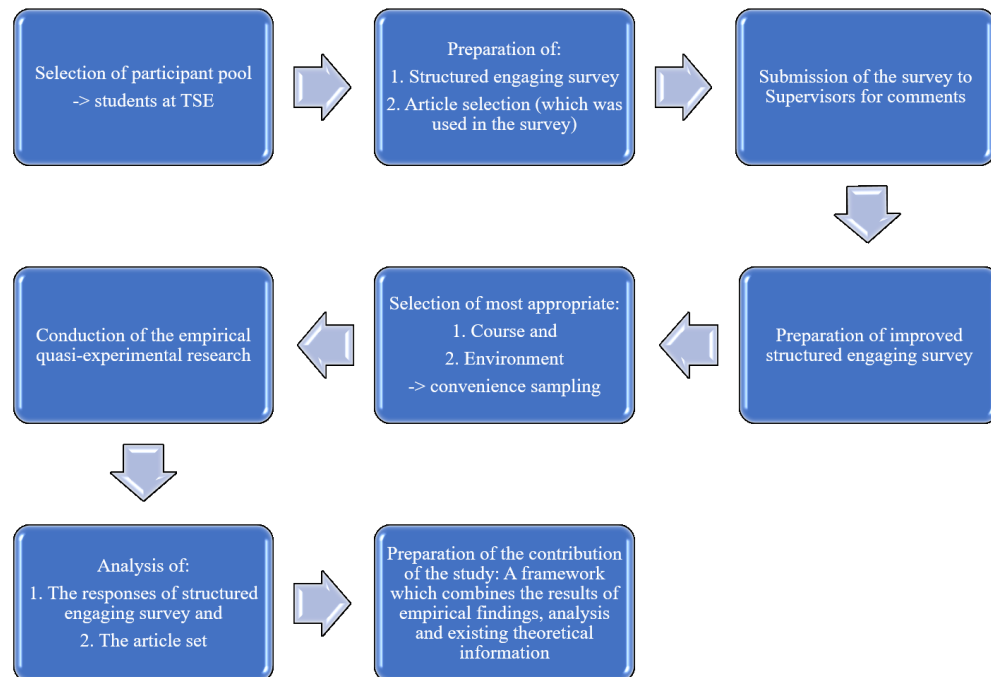 Selection of participant pool
-> students at TSE
Preparation of:
1. Structured engaging survey
2. Article selection (which was
used in the survey)
Submission of the survey to
Supervisors for comments
Preparation of improved
structured engaging survey
Selection of most appropriate:
1. Course and
2. Environment
-> convenience sampling
Conduction of the empirical
quasi-experimental research
Analysis of:
1. The responses of structured
engaging survey and
2. The article set
Preparation of the contribution
of the study: A framework
which combines the results of
empirical findings, analysis
and existing theoretical
information